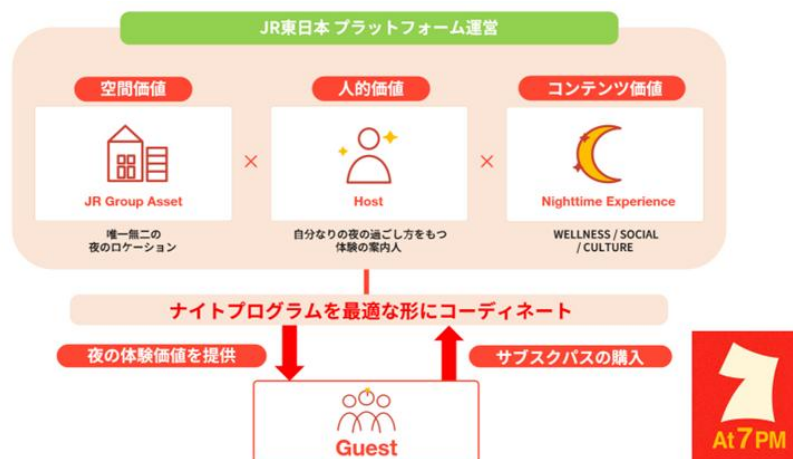 JR東日本 プラットフォーム運営
空間価値
人的価値
コンテンツ価値
×
×
JR Group Asset
Host
Nighttime Experience
唯一無二の
夜のロケーション
自分なりの夜の過ごし方をもつ
体験の案内人
WELLNESS / SOCIAL
/ CULTURE
ナイトプログラムを最適な形にコーディネート
夜の体験価値を提供
サブスクパスの購入
Guest
At 7 PM